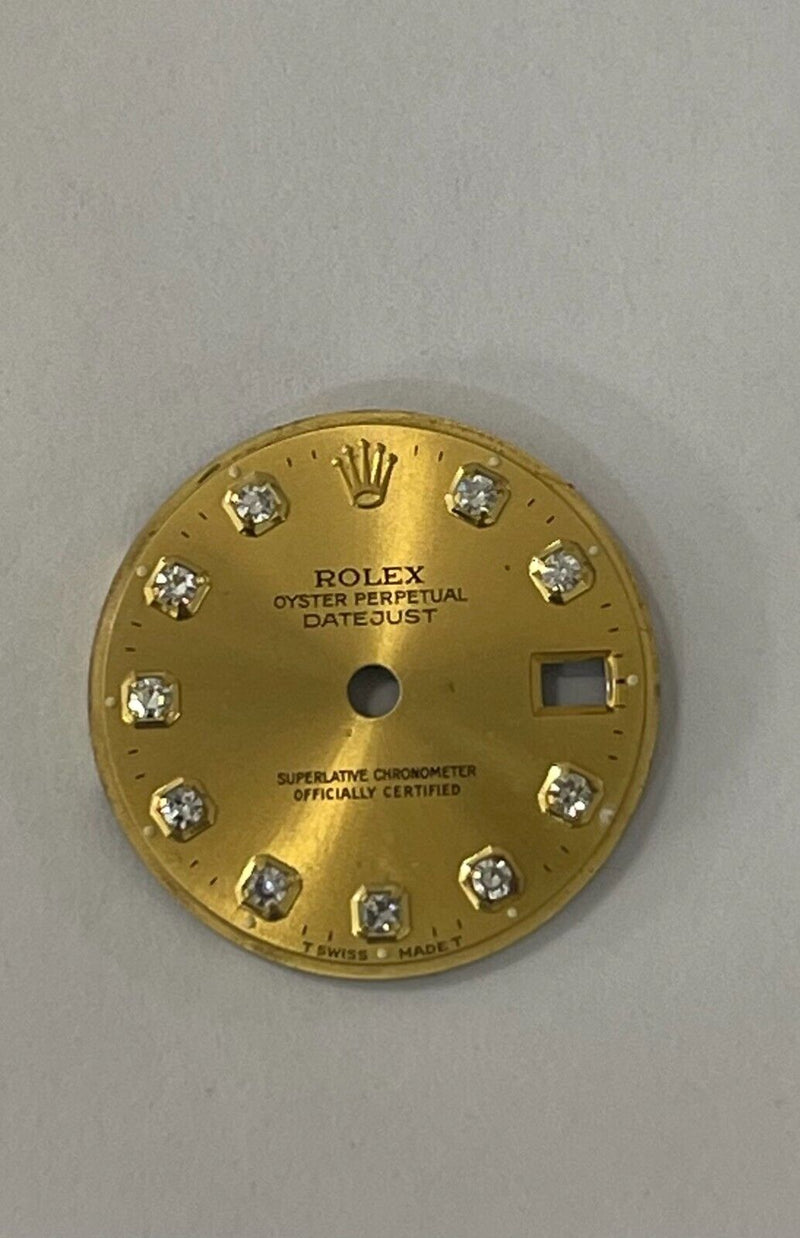 ROLEX
OYSTER PERPETUAL
DATEJUST
SUPERLATIVE CHRONOMETER
OFFICIALLY CERTIFIED
T SWISS MADE T